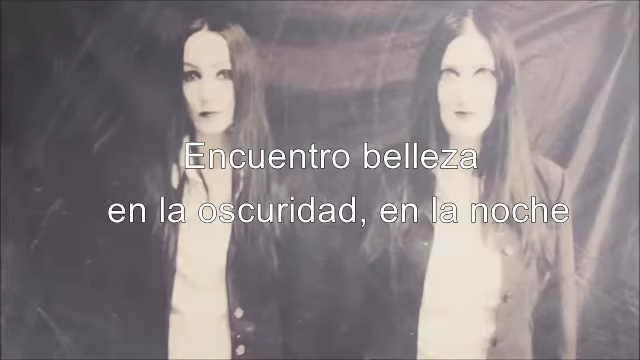 Encuentro belleza
en la oscuridad, en la noche